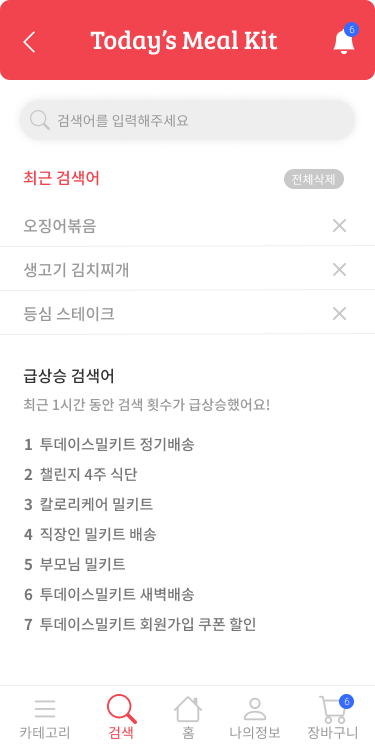 Today's Meal Kit
6
검색어를 입력해주세요
최근 검색어
전체삭제
오징어볶음
생고기 김치찌개
등심 스테이크
급상승 검색어
최근 1시간 동안 검색 횟수가 급상승했어요!
1 투데이스밀키트 정기배송
2 챌린지 4주 식단
3 칼로리케어 밀키트
4 직장인 밀키트 배송
5 부모님 밀키트
6 투데이스밀키트 새벽배송
7 투데이스밀키트 회원가입 쿠폰 할인
6
카테고리 검색 홈 나의정보 장바구니